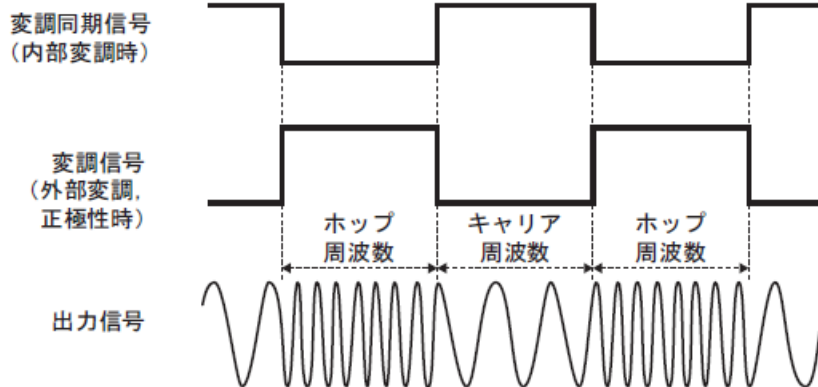 変調同期信号
（内部変調時）
変調信号
（外部変調，
正極性時）
ホップ
周波数
キャリア
周波数
ホップ
周波数
出力信号